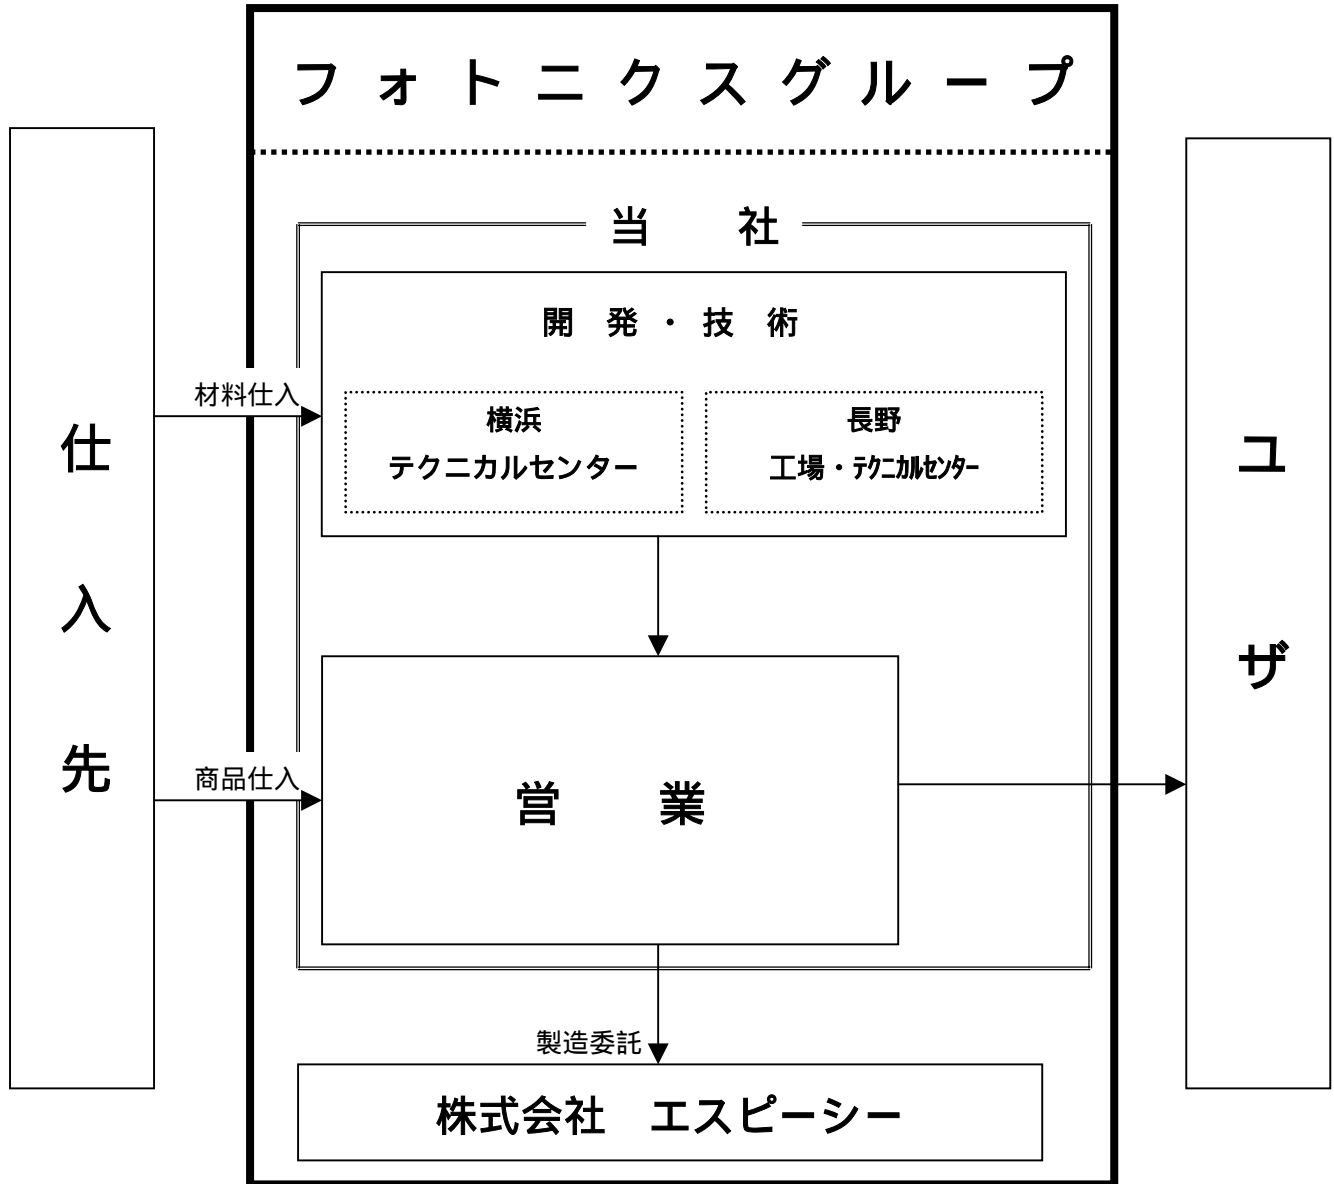 フォトニクスグループ
当　社
開　発・技　術
材料仕入
横浜
テクニカルセンター
長野
工場・ﾃｸﾆｶﾙｾﾝﾀｰ
仕入先
商品仕入
営　業
ユザ
製造委託
株式会社　エスピーシー